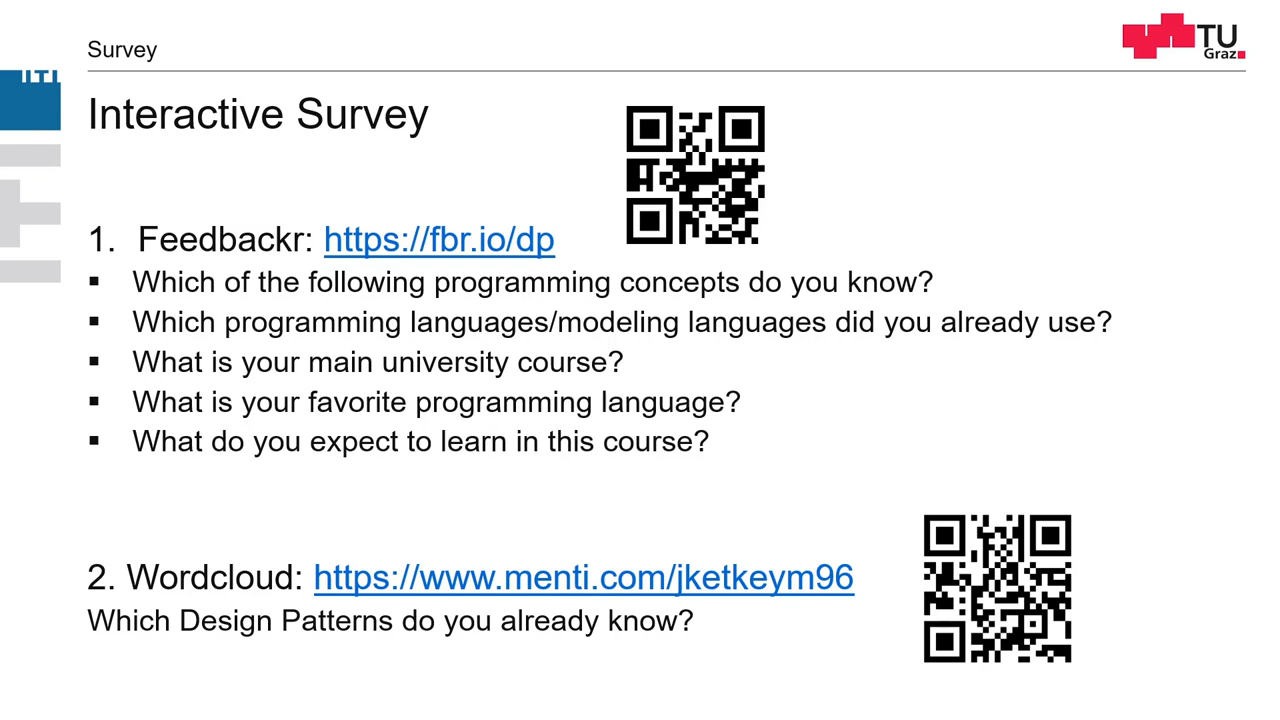 Survey
TU
Graz
Interactive Survey
1. Feedbackr: https://fbr.io/dp
▪ Which of the following programming concepts do you know?
▪ Which programming languages/modeling languages did you already use?
▪ What is your main university course?
▪ What is your favorite programming language?
▪ What do you expect to learn in this course?
2. Wordcloud: https://www.menti.com/jketkeym96
Which Design Patterns do you already know?